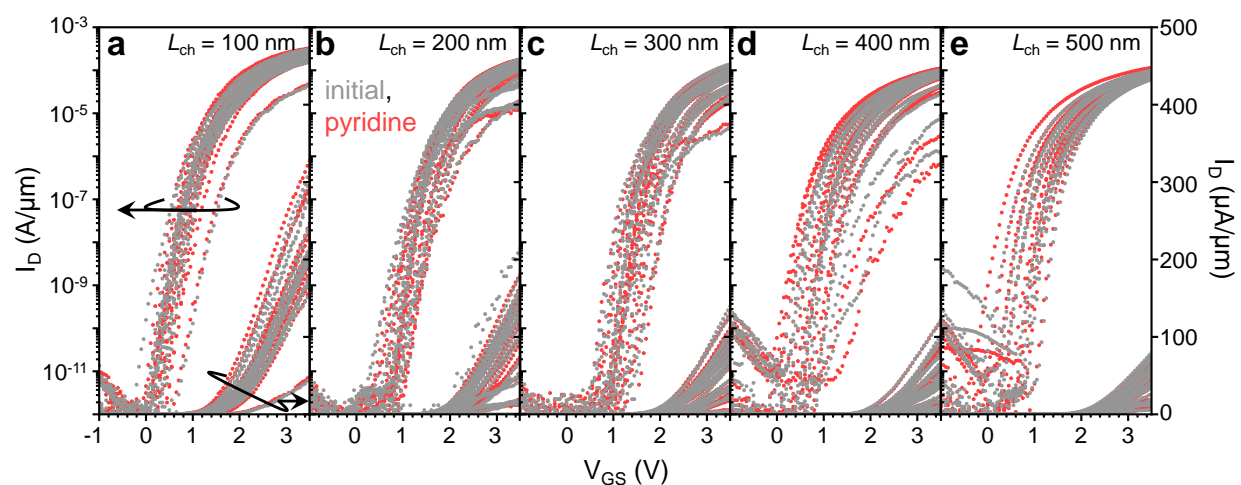 a L_ch = 100 nm
b L_ch = 200 nm
c L_ch = 300 nm
d L_ch = 400 nm
e L_ch = 500 nm
initial,
pyridine
10^-3
10^-5
10^-7
10^-9
10^-11
I_D (A/μm)
500
400
300
200
100
0
I_D (μA/μm)
-1 0 1 2 3 0 1 2 3 0 1 2 3 0 1 2 3 0 1 2 3
V_GS (V)